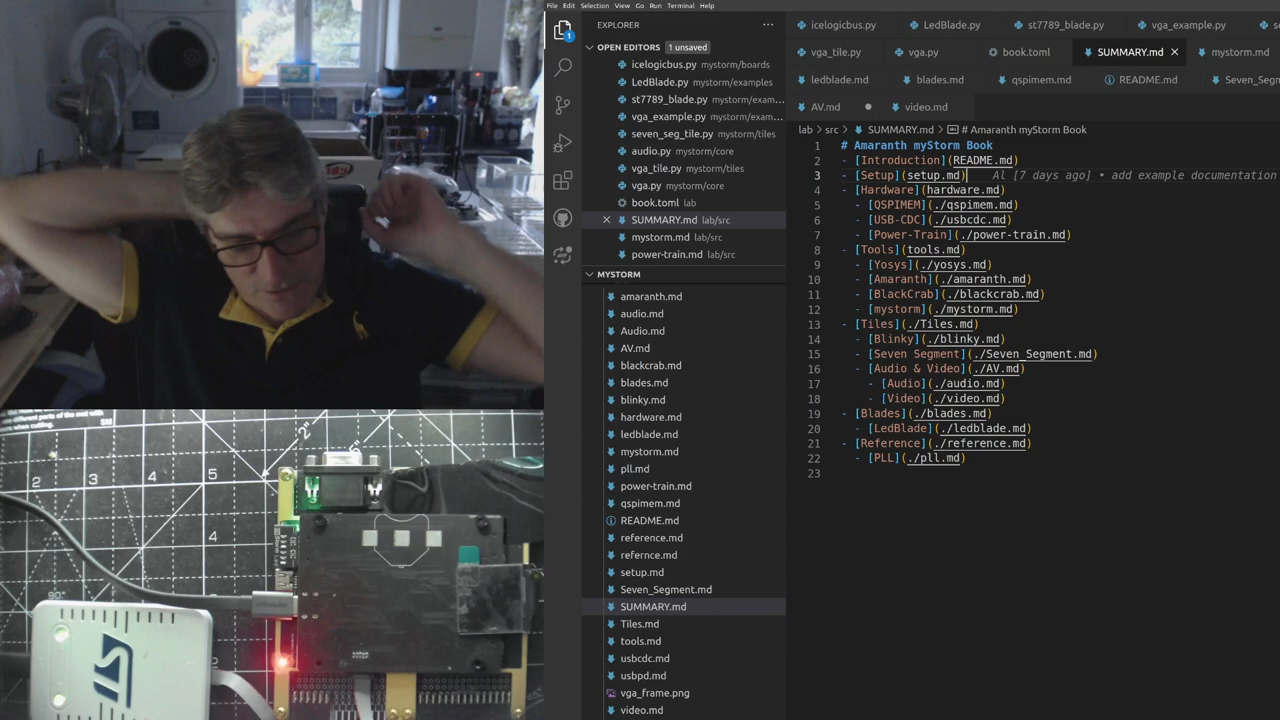 File Edit Selection View Go Run Terminal Help
EXPLORER
OPEN EDITORS 1 unsaved
icelogicbus.py mystorm/boards
LedBlade.py mystorm/examples
st7789_blade.py mystorm/exam...
vga_example.py mystorm/exam...
seven_seg_tile.py mystorm/tiles
audio.py mystorm/core
vga_tile.py mystorm/tiles
vga.py mystorm/core
book.toml lab
SUMMARY.md lab/src
mystorm.md lab/src
power-train.md lab/src
MYSTORM
amaranth.md
audio.md
Audio.md
AV.md
blackcrab.md
blades.md
blinky.md
hardware.md
ledblade.md
mystorm.md
pll.md
power-train.md
qspimem.md
README.md
reference.md
refernce.md
setup.md
Seven_Segment.md
SUMMARY.md
Tiles.md
tools.md
usbcdc.md
usbpd.md
vga_frame.png
video.md
icelogicbus.py LedBlade.py st7789_blade.py vga_example.py
vga_tile.py vga.py book.toml SUMMARY.md mystorm.md
ledblade.md blades.md qspimem.md README.md Seven_Seg
AV.md video.md
lab > src > SUMMARY.md > # Amaranth myStorm Book
1 # Amaranth myStorm Book
2 - [Introduction](README.md)
3 - [Setup](setup.md) Al [7 days ago] • add example documentation
4 - [Hardware](hardware.md)
5 - [QSPIMEM](./qspimem.md)
6 - [USB-CDC](./usbcdc.md)
7 - [Power-Train](./power-train.md)
8 - [Tools](tools.md)
9 - [Yosys](./yosys.md)
10 - [Amaranth](./amaranth.md)
11 - [BlackCrab](./blackcrab.md)
12 - [mystorm](./mystorm.md)
13 - [Tiles](./Tiles.md)
14 - [Blinky](./blinky.md)
15 - [Seven Segment](./Seven_Segment.md)
16 - [Audio & Video](./AV.md)
17 - [Audio](./audio.md)
18 - [Video](./video.md)
19 - [Blades](./blades.md)
20 - [LedBlade](./ledblade.md)
21 - [Reference](./reference.md)
22 - [PLL](./pll.md)
23
2 3 4 5 2"
4
90°